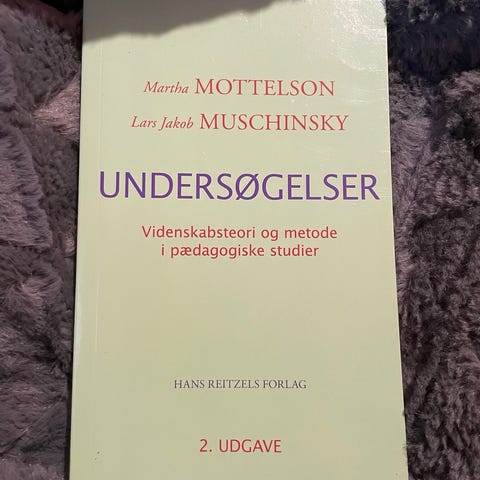 Martha MOTTELSON
Lars Jakob MUSCHINSKY
UNDERSØGELSER
Videnskabsteori og metode
i pædagogiske studier
HANS REITZELS FORLAG
2. UDGAVE